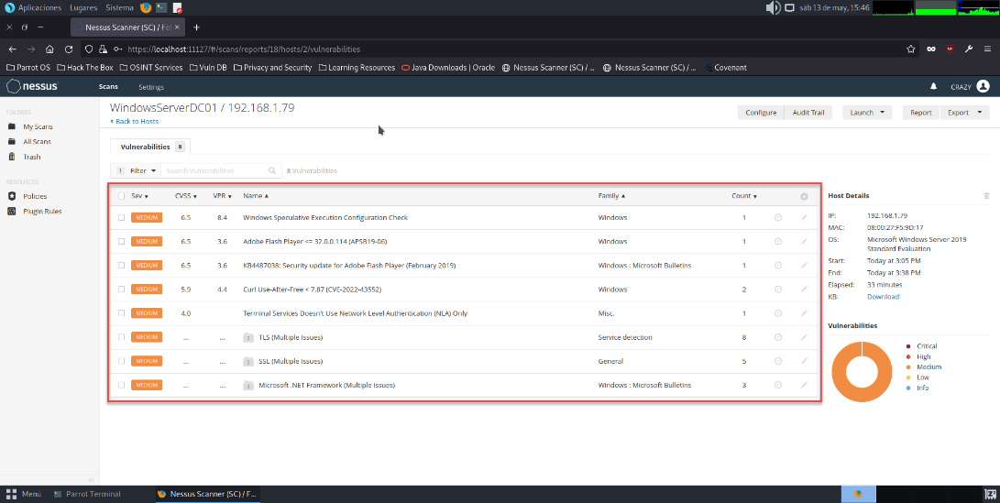 Aplicaciones Lugares Sistema sáb 13 de may, 15:46
Nessus Scanner (SC) / Fol
https://localhost:11127/#/scans/reports/18/hosts/2/vulnerabilities
Parrot OS Hack The Box OSINT Services Vuln DB Privacy and Security Learning Resources Java Downloads | Oracle Nessus Scanner (SC) / ... Nessus Scanner (SC) / ... Covenant
nessus Scans Settings CRAZY
FOLDERS
My Scans
All Scans
Trash
RESOURCES
Policies
Plugin Rules
WindowsServerDC01 / 192.168.1.79
Back to Hosts
Configure Audit Trail Launch Report Export
Vulnerabilities 8
1 Filter Search Vulnerabilities 8 Vulnerabilities
Sev CVSS VPR Name Family Count
MEDIUM 6.5 8.4 Windows Speculative Execution Configuration Check Windows 1
MEDIUM 6.5 3.6 Adobe Flash Player <= 32.0.0.114 (APSB19-06) Windows 1
MEDIUM 6.5 3.6 KB4487038: Security update for Adobe Flash Player (February 2019) Windows : Microsoft Bulletins 1
MEDIUM 5.9 4.4 Curl Use-After-Free < 7.87 (CVE-2022-43552) Windows 2
MEDIUM 4.0 Terminal Services Doesn't Use Network Level Authentication (NLA) Only Misc. 1
MEDIUM ... ... TLS (Multiple Issues) Service detection 8
MEDIUM ... ... SSL (Multiple Issues) General 5
MEDIUM ... ... Microsoft .NET Framework (Multiple Issues) Windows : Microsoft Bulletins 3
Host Details
IP: 192.168.1.79
MAC: 08:00:27:F5:9D:17
OS: Microsoft Windows Server 2019
Standard Evaluation
Start: Today at 3:05 PM
End: Today at 3:38 PM
Elapsed: 33 minutes
KB: Download
Vulnerabilities
Critical
High
Medium
Low
Info
Menú Parrot Terminal Nessus Scanner (SC) / F...